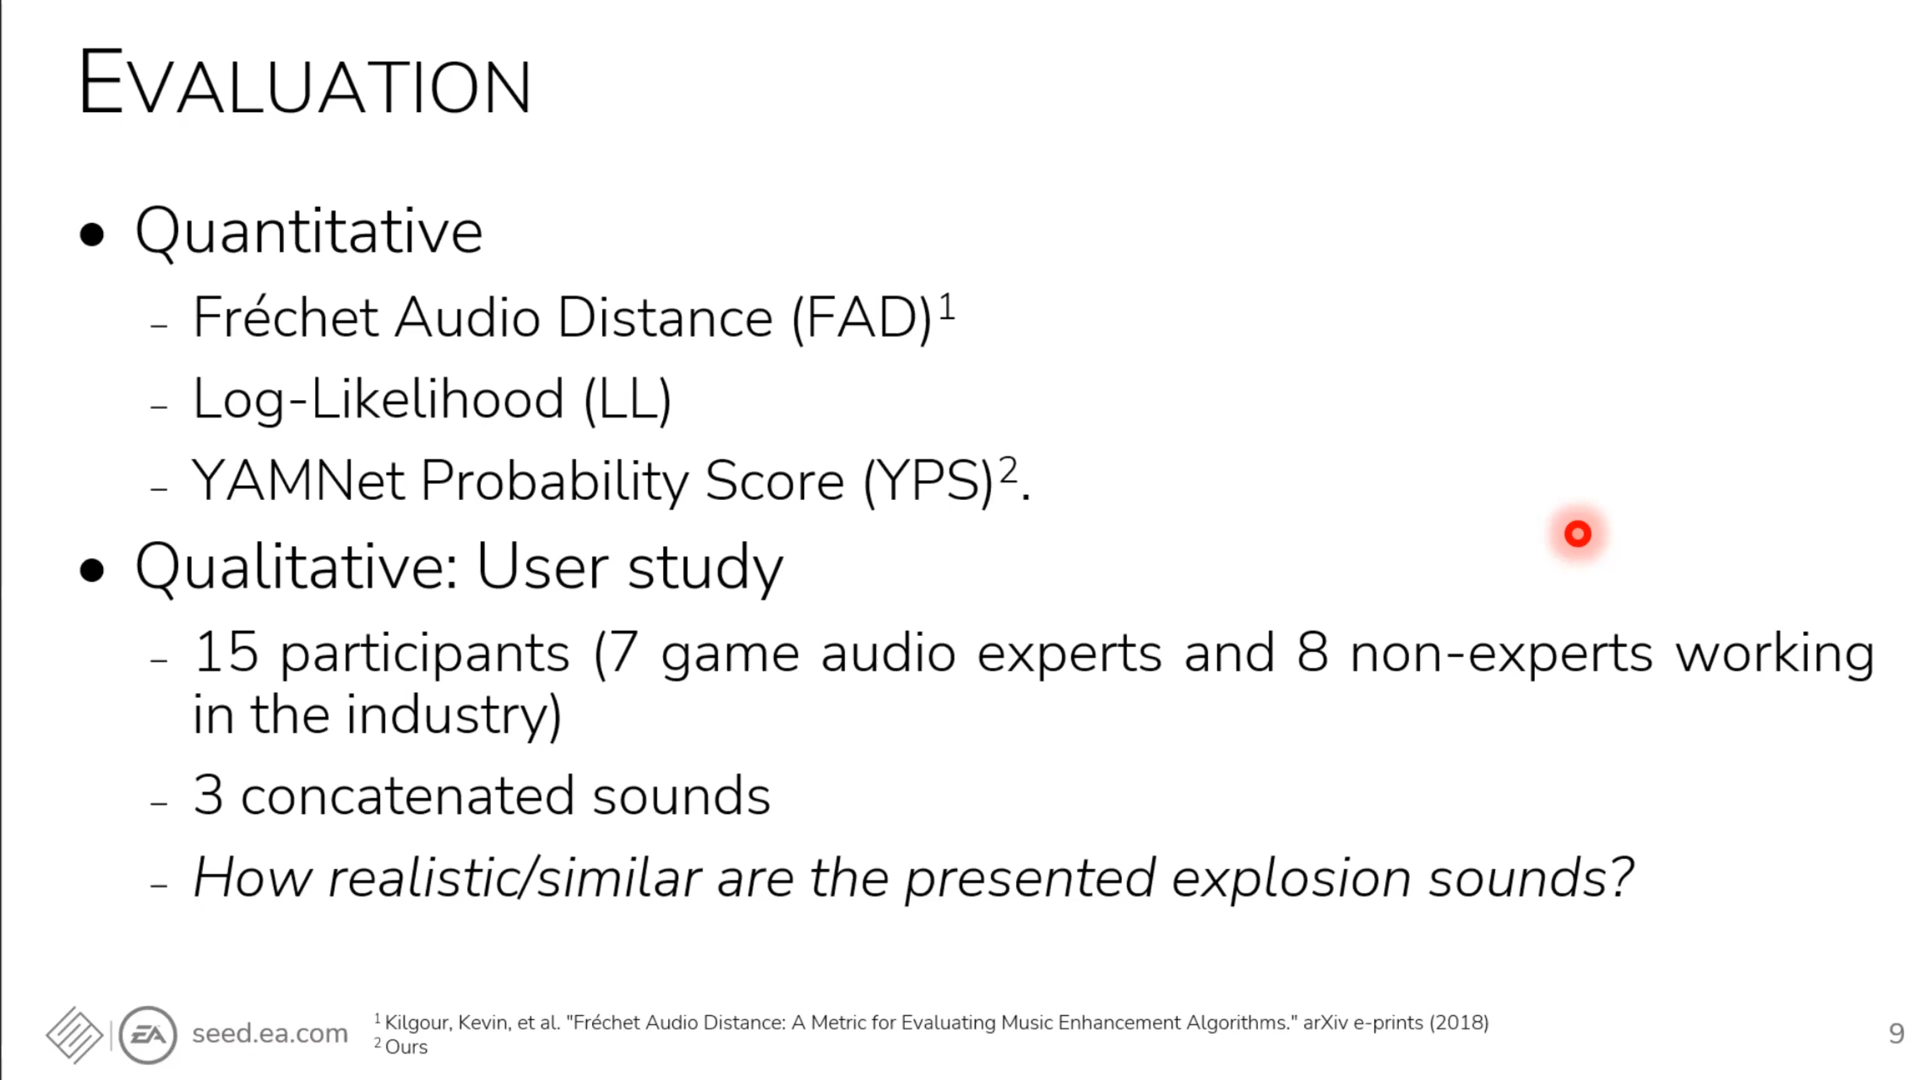 EVALUATION
● Quantitative
– Fréchet Audio Distance (FAD)¹
– Log-Likelihood (LL)
– YAMNet Probability Score (YPS)².
● Qualitative: User study
– 15 participants (7 game audio experts and 8 non-experts working
in the industry)
– 3 concatenated sounds
– How realistic/similar are the presented explosion sounds?
EA
seed.ea.com
¹ Kilgour, Kevin, et al. "Fréchet Audio Distance: A Metric for Evaluating Music Enhancement Algorithms." arXiv e-prints (2018)
² Ours
9